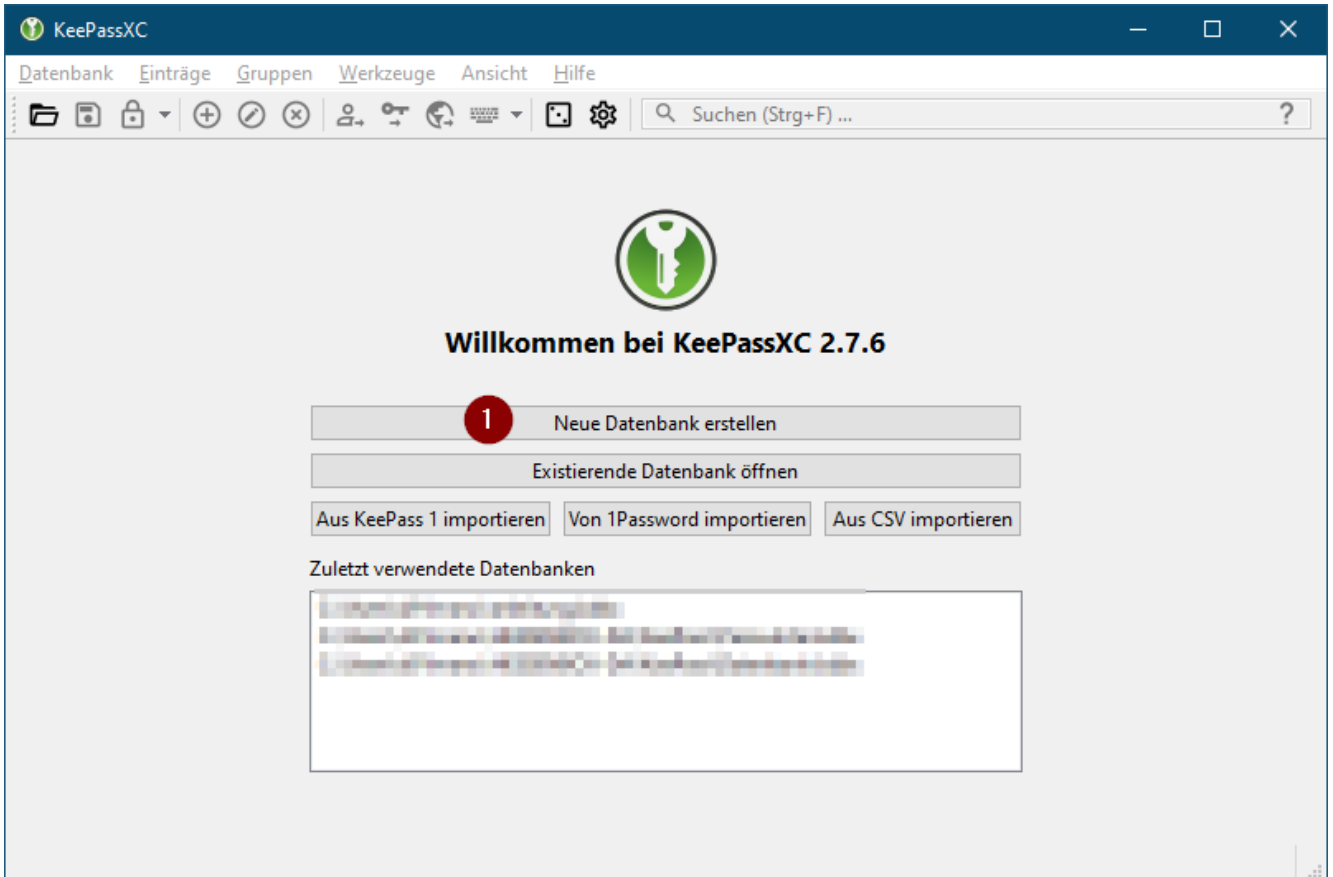 KeePassXC
Datenbank Einträge Gruppen Werkzeuge Ansicht Hilfe
Suchen (Strg+F) ... ?
Willkommen bei KeePassXC 2.7.6
1 Neue Datenbank erstellen
Existierende Datenbank öffnen
Aus KeePass 1 importieren Von 1Password importieren Aus CSV importieren
Zuletzt verwendete Datenbanken